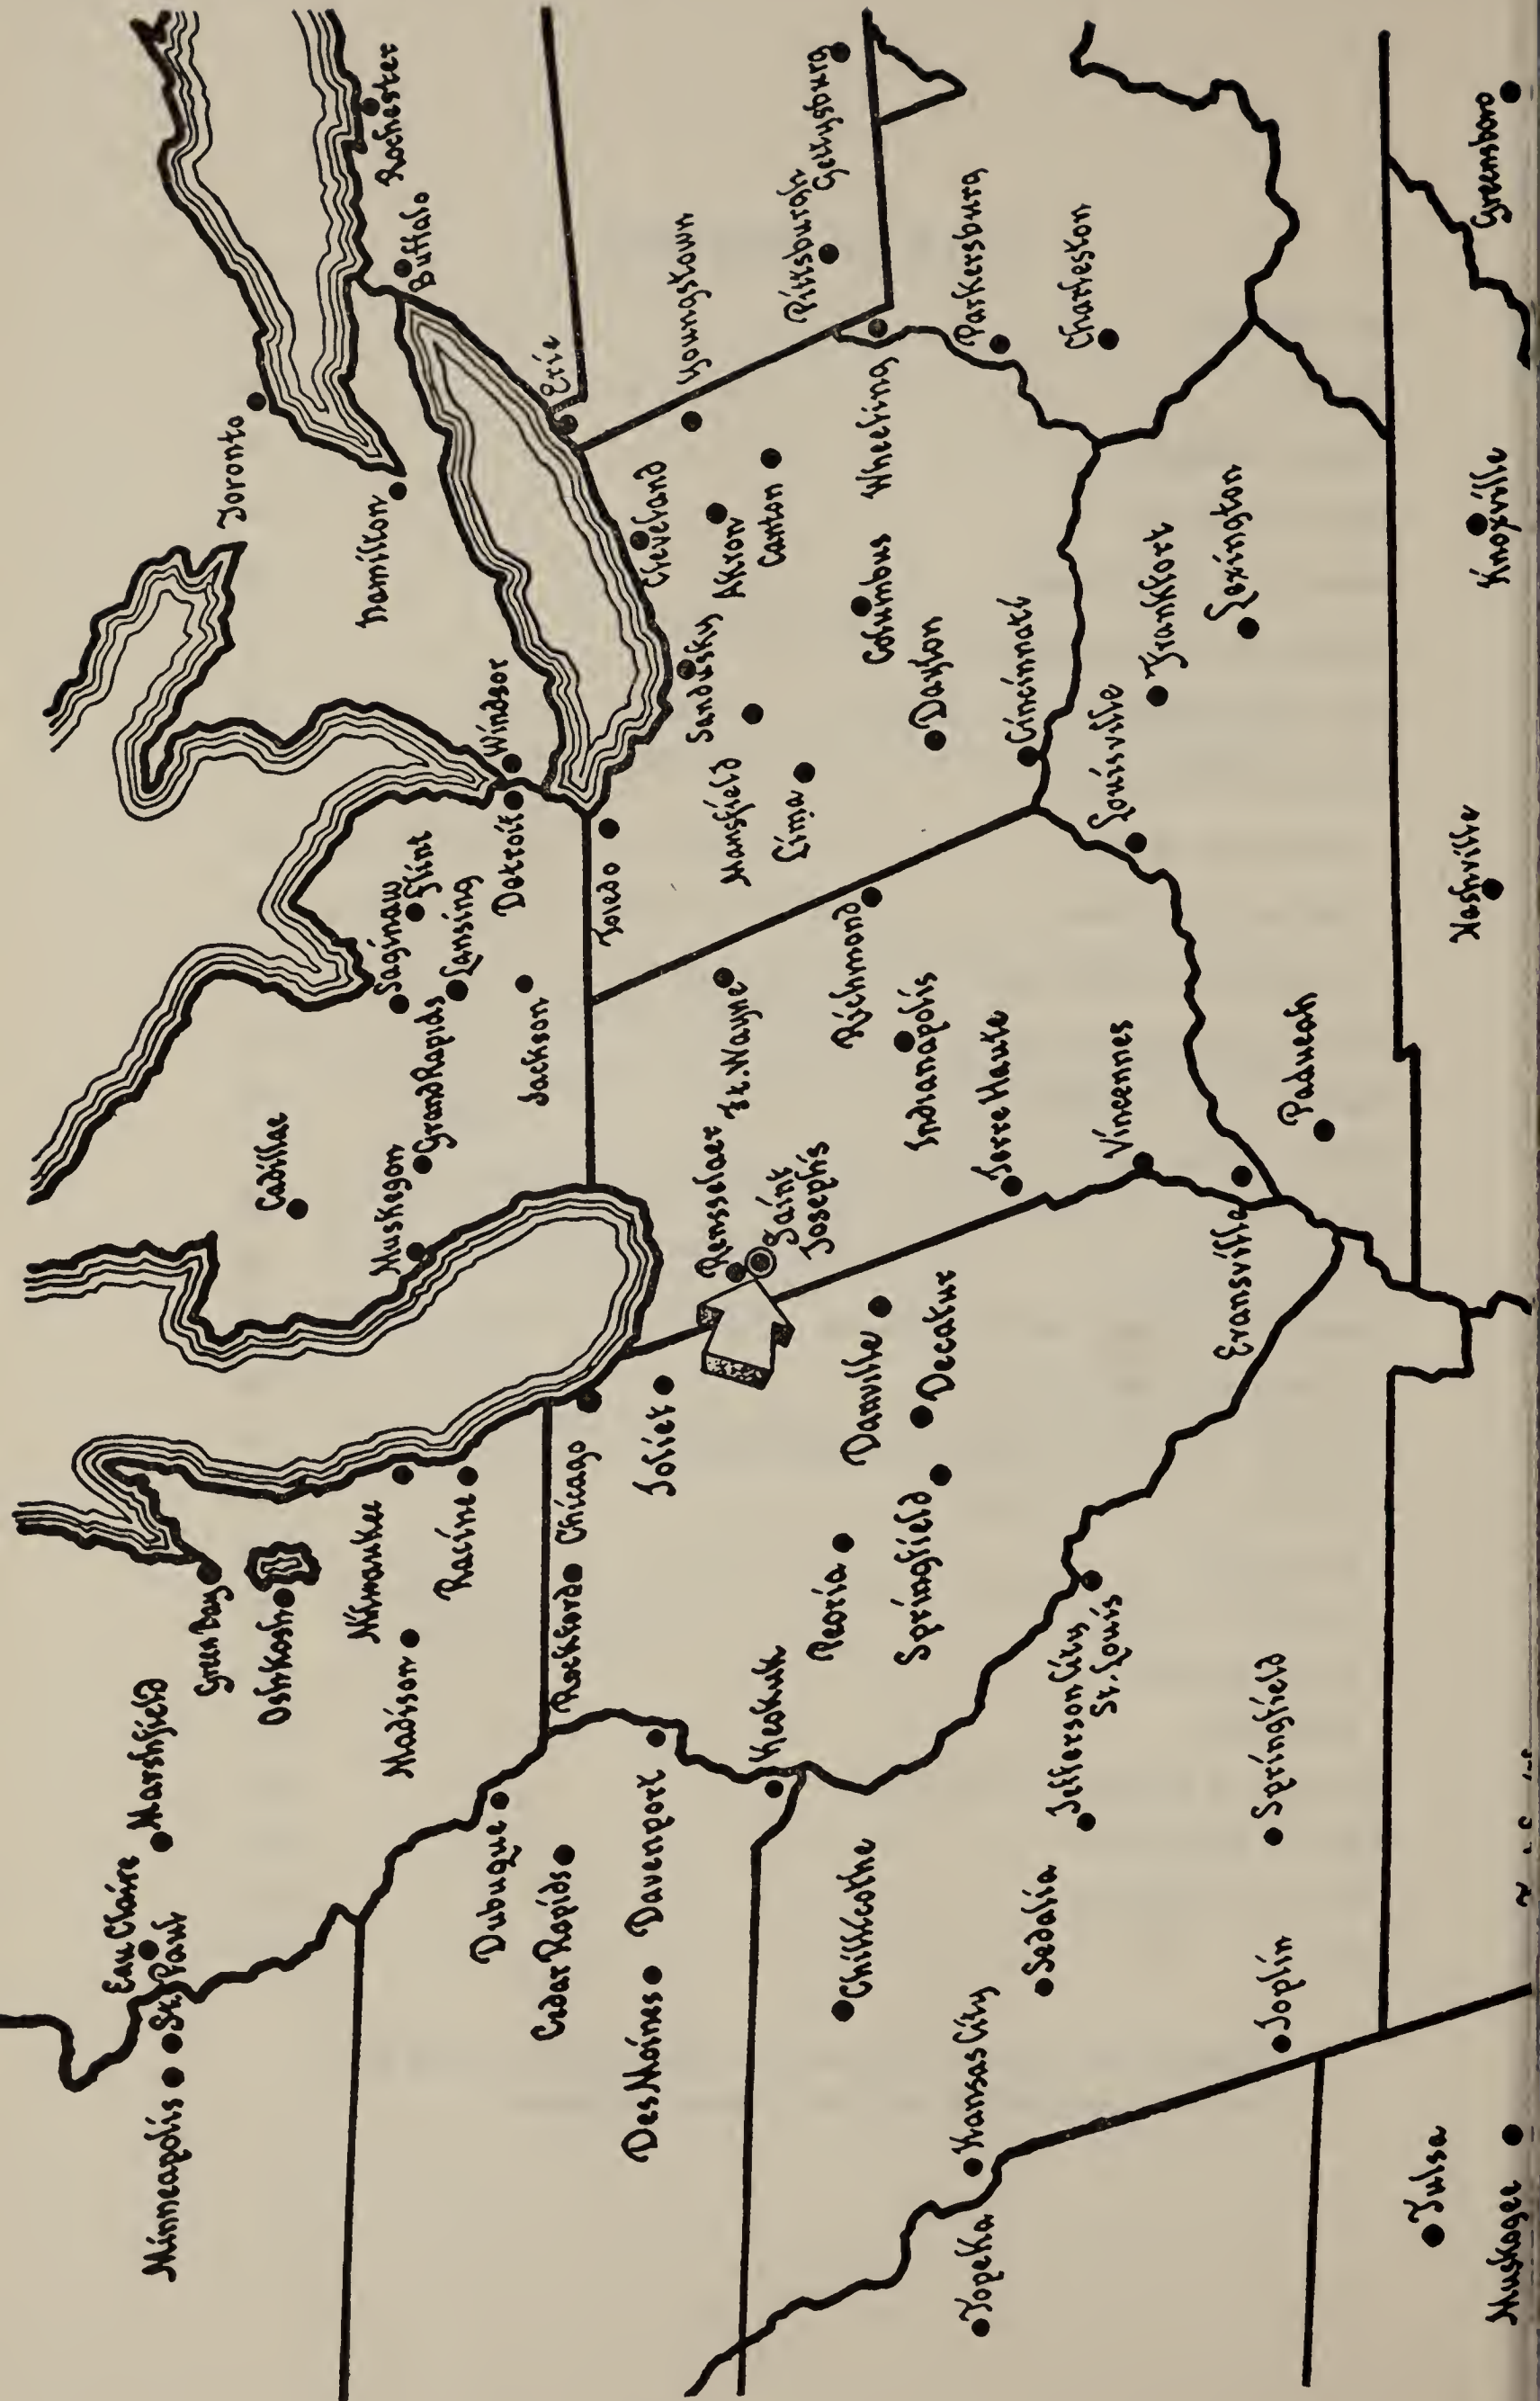 Minneapolis
St. Paul
Eau Claire
Marshfield
Green Bay
Oshkosh
Milwaukee
Madison
Racine
Cadillac
Muskegon
Grand Rapids
Saginaw
Flint
Lansing
Jackson
Detroit
Windsor
Toronto
Hamilton
Buffalo
Rochester
Dubuque
Cedar Rapids
Des Moines
Davenport
Keokuk
Rockford
Chicago
Joliet
Peoria
Springfield
Danville
Decatur
Rensselaer
Saint
Joseph's
Ft. Wayne
Richmond
Indianapolis
Terre Haute
Vincennes
Evansville
Toledo
Mansfield
Lima
Sandusky
Cleveland
Akron
Canton
Youngstown
Erie
Columbus
Dayton
Cincinnati
Wheeling
Pittsburgh
Gettysburg
Parkersburg
Charleston
Topeka
Kansas City
Chillicothe
Sedalia
Jefferson City
St. Louis
Joplin
Springfield
Louisville
Frankfort
Lexington
Paducah
Tulsa
Muskogee
Nashville
Knoxville
Greensboro